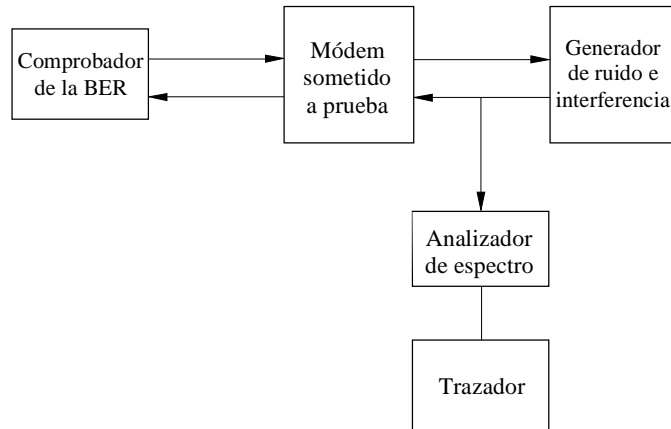 Comprobador
de la BER
Módem
sometido
a prueba
Generador
de ruido e
interferencia
Analizador
de espectro
Trazador